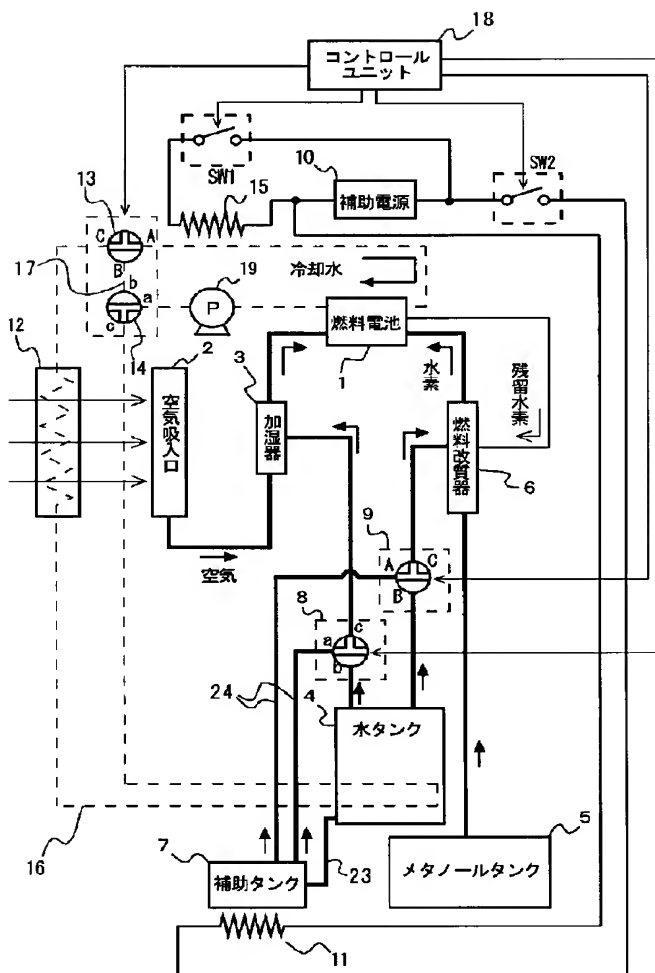 18
コントロール
ユニット
SW1
10
補助電源
SW2
15
13
C
A
B
17
b
a
c
14
冷却水
19
P
燃料電池
1
12
2
空気吸入口
3
加湿器
水素
残留水素
燃料改質器
6
空気
9
A
C
B
8
c
a
b
24
4
水タンク
16
7
補助タンク
23
5
メタノールタンク
11